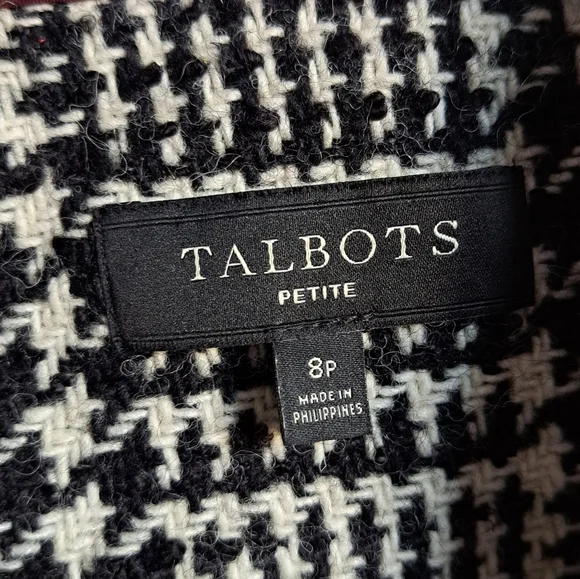 TALBOTS
PETITE
8P
MADE IN
PHILIPPINES